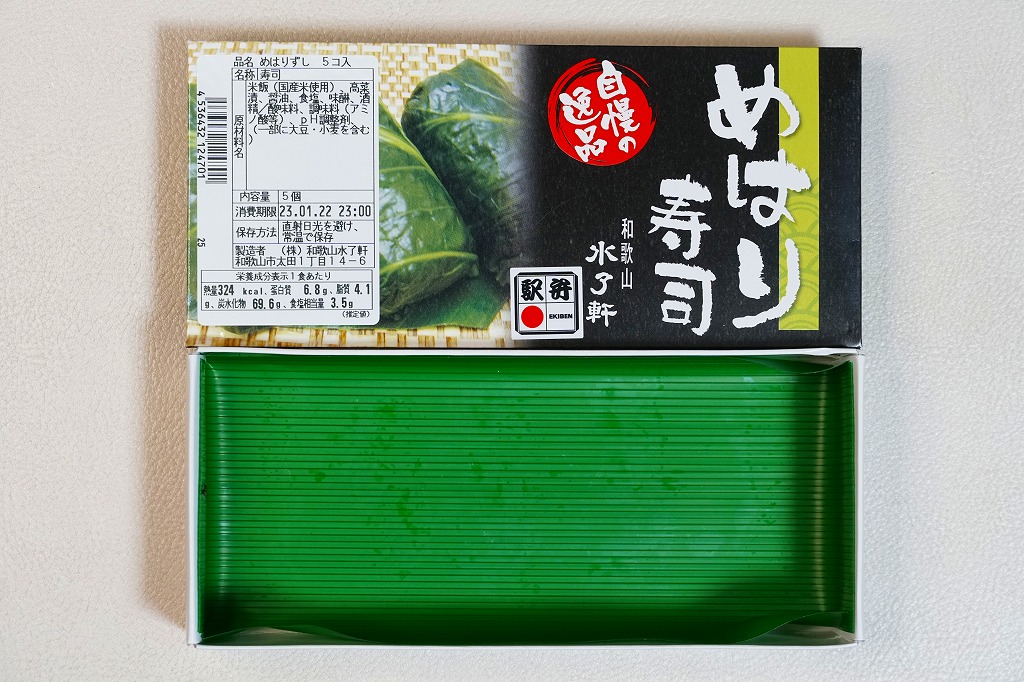 品名 めはりずし 5コ入
名称 寿司
原材料名
米飯（国産米使用）、高菜
漬、醤油、食塩、味醂、酒
精／酸味料、調味料（アミ
ノ酸等）、ｐＨ調整剤、
（一部に大豆・小麦を含む
）
内容量 5個
消費期限 23.01.22 23:00
保存方法 直射日光を避け、
常温で保存
製造者 （株）和歌山水了軒
和歌山市太田1丁目14－6
栄養成分表示1食あたり
熱量324 kcal、蛋白質 6.8g、脂質 4.1
g、炭水化物 69.6g、食塩相当量 3.5g
(推定値)
4 536432 124701
25
自慢の
逸品
めはり
寿司
和歌山
水了軒
駅弁
EKIBEN